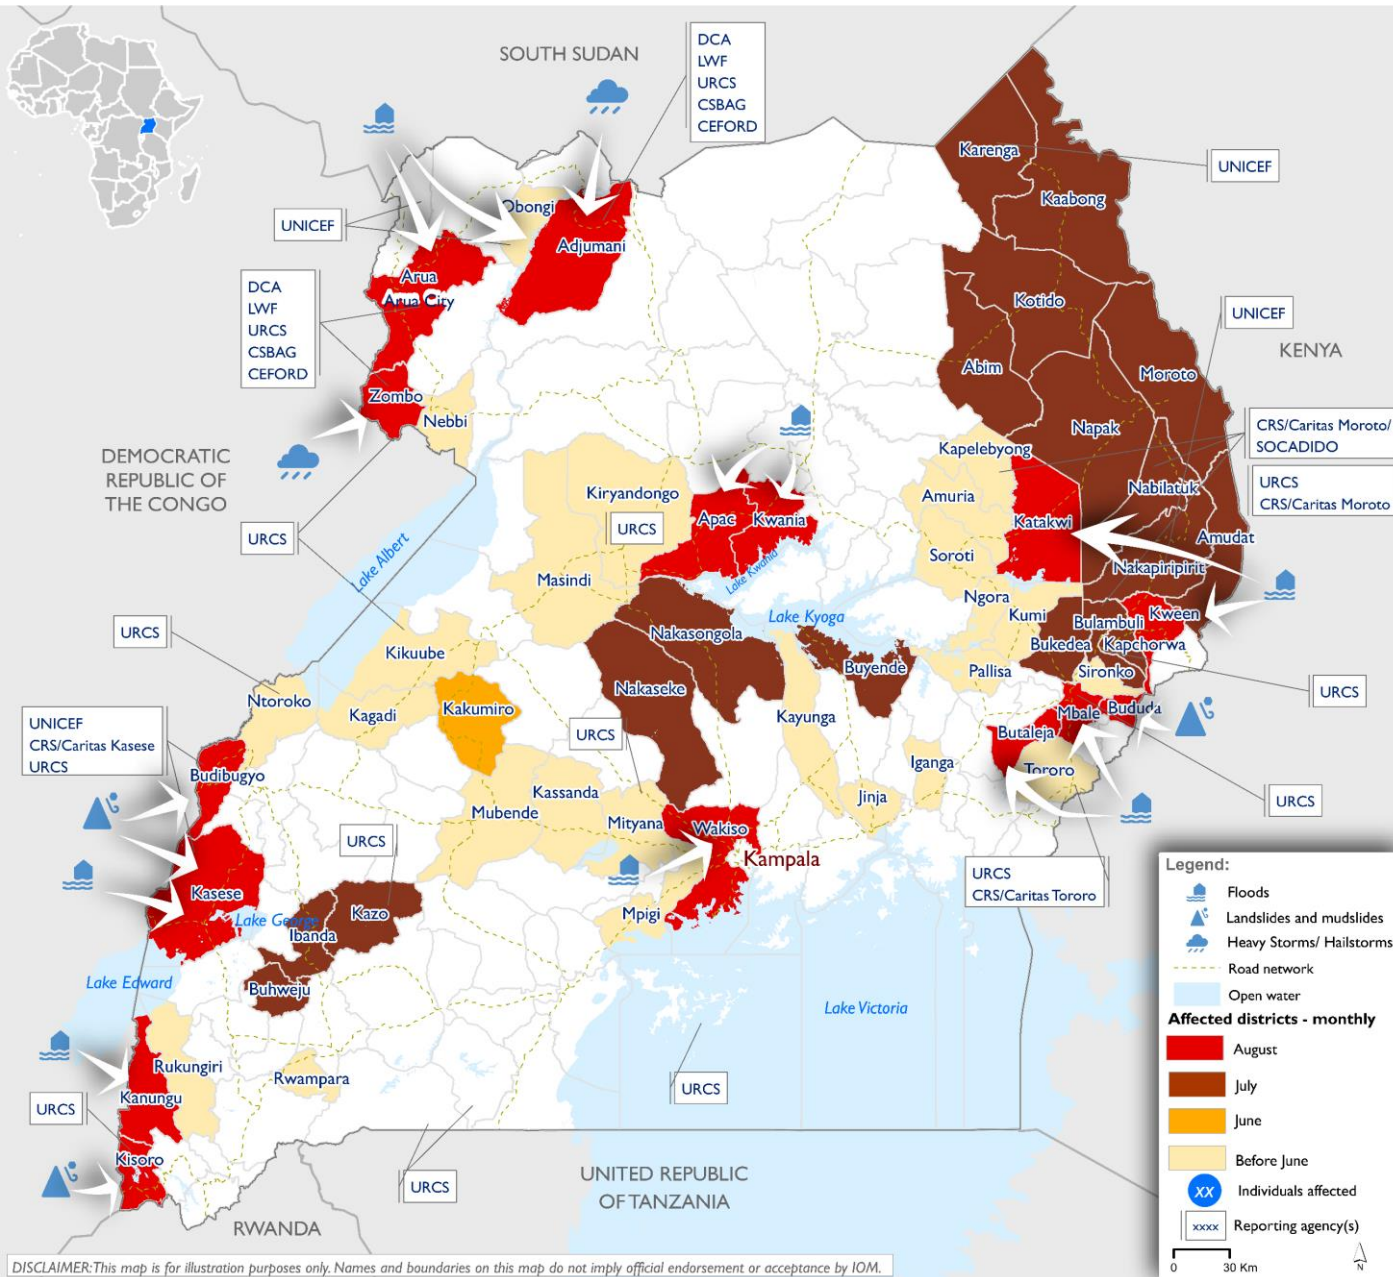 SOUTH SUDAN
DCA
LWF
URCS
CSBAG
CEFORD
UNICEF
Karenga
Kaabong
UNICEF
Obongi
Adjumani
Arua
Arua City
DCA
LWF
URCS
CSBAG
CEFORD
Kotido
UNICEF
KENYA
Abim
Moroto
Zombo
Nebbi
Napak
CRS/Caritas Moroto/
SOCADIDO
DEMOCRATIC
REPUBLIC OF
THE CONGO
Kapelebyong
Kiryandongo
Amuria
Nabilatuk
URCS
CRS/Caritas Moroto
URCS
Apac
Kwania
Katakwi
Amudat
URCS
Lake Albert
Soroti
Lake Kwania
Nakapiripirit
Masindi
Ngora
Kumi
Kween
Lake Kyoga
Bulambuli
URCS
Nakasongola
Bukedea
Kapchorwa
Kikuube
Buyende
Pallisa
Sironko
Nakaseke
URCS
Ntoroko
Kagadi
Kakumiro
Kayunga
Mbale
Bududa
UNICEF
CRS/Caritas Kasese
URCS
URCS
Butaleja
Budibugyo
Iganga
Tororo
Kassanda
Jinja
URCS
Mubende
Mityana
Wakiso
URCS
Kampala
URCS
CRS/Caritas Tororo
Kasese
Lake George
Kazo
Mpigi
Ibanda
Lake Edward
Buhweju
Lake Victoria
Rukungiri
Rwampara
Kanungu
URCS
URCS
Kisoro
URCS
UNITED REPUBLIC
OF TANZANIA
RWANDA
Legend:
Floods
Landslides and mudslides
Heavy Storms/ Hailstorms
Road network
Open water
Affected districts - monthly
August
July
June
Before June
XX Individuals affected
xxxx Reporting agency(s)
0 30 Km
N
DISCLAIMER: This map is for illustration purposes only. Names and boundaries on this map do not imply official endorsement or acceptance by IOM.